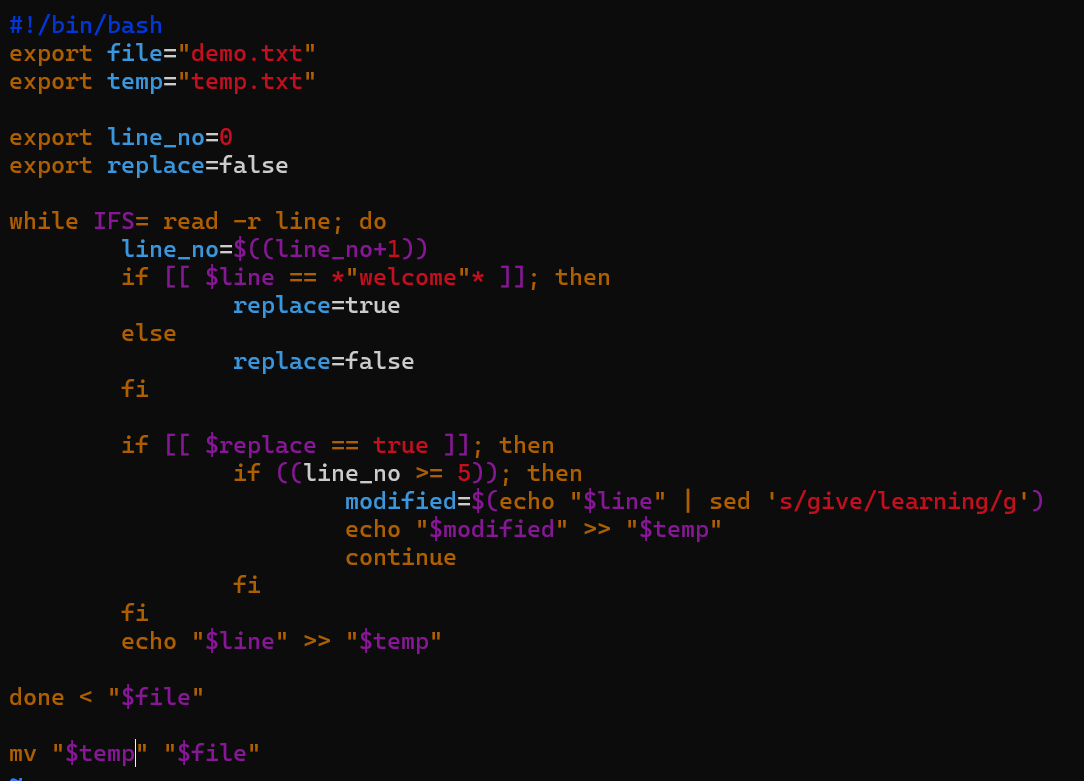 #!/bin/bash
export file="demo.txt"
export temp="temp.txt"

export line_no=0
export replace=false

while IFS= read -r line; do
        line_no=$((line_no+1))
        if [[ $line == *"welcome"* ]]; then
                replace=true
        else
                replace=false
        fi

        if [[ $replace == true ]]; then
                if ((line_no >= 5)); then
                        modified=$(echo "$line" | sed 's/give/learning/g')
                        echo "$modified" >> "$temp"
                        continue
                fi
        fi
        echo "$line" >> "$temp"

done < "$file"

mv "$temp" "$file"
~